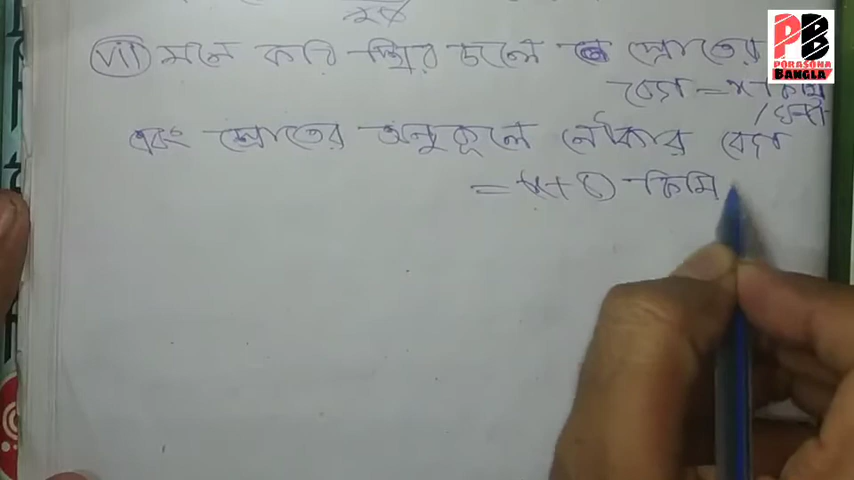 (vii) মনে করি স্থির জলে স্রোতের
বেগ = x কিমি
/ঘন্টা
এবং স্রোতের অনুকূলে নৌকার বেগ
= (x+8) কিমি
PB
PORASONA
BANGLA